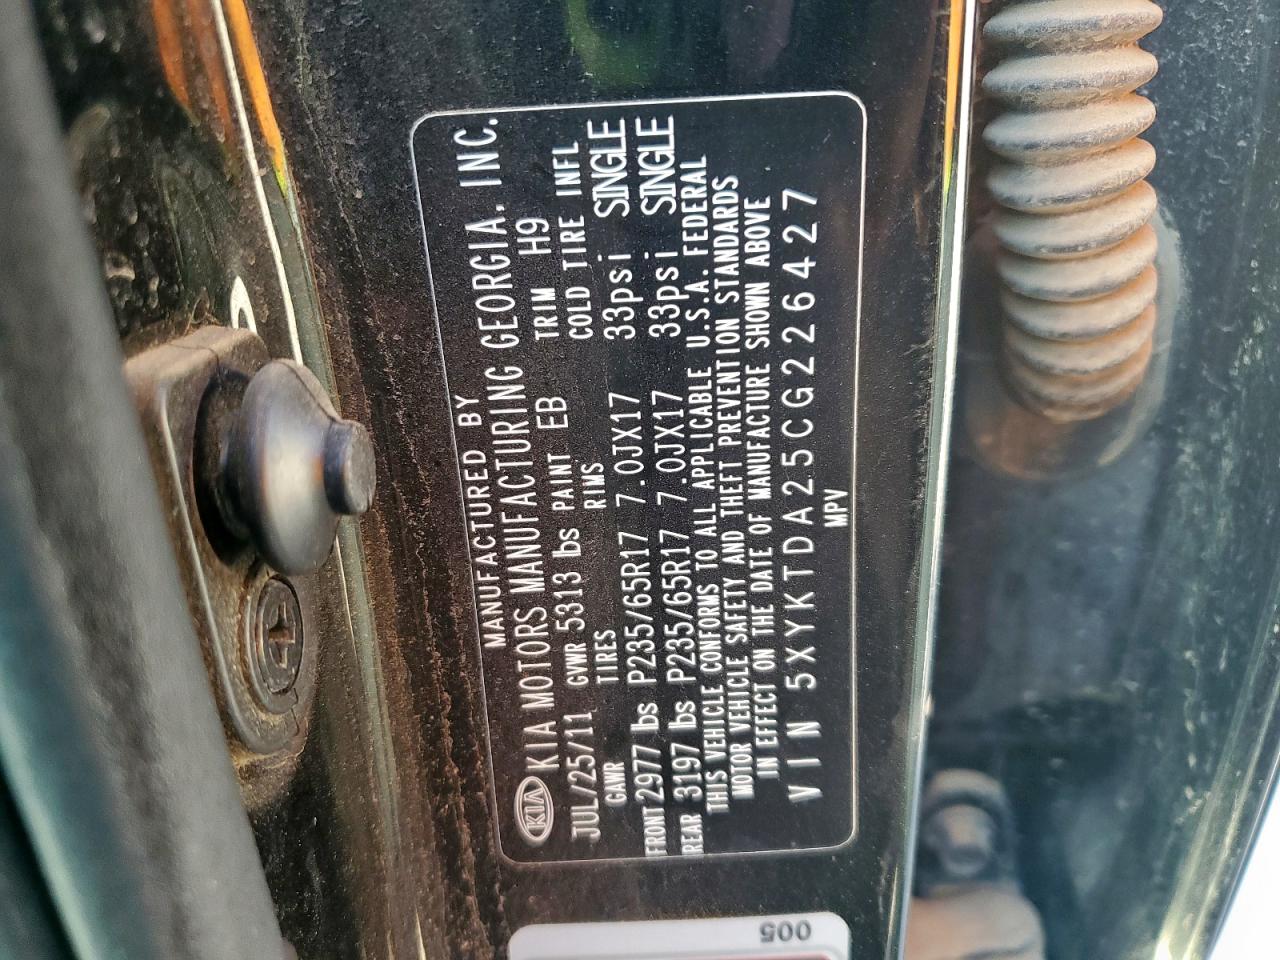 MANUFACTURED BY
KIA KIA MOTORS MANUFACTURING GEORGIA, INC.
JUL/25/11 GVWR 5313 lbs PAINT EB TRIM H9
GAWR TIRES RIMS COLD TIRE INFL
FRONT 2977 lbs P235/65R17 7.0JX17 33psi SINGLE
REAR 3197 lbs P235/65R17 7.0JX17 33psi SINGLE
THIS VEHICLE CONFORMS TO ALL APPLICABLE U.S.A. FEDERAL
MOTOR VEHICLE SAFETY AND THEFT PREVENTION STANDARDS
IN EFFECT ON THE DATE OF MANUFACTURE SHOWN ABOVE
VIN 5XYKTDA25CG226427
MPV
005